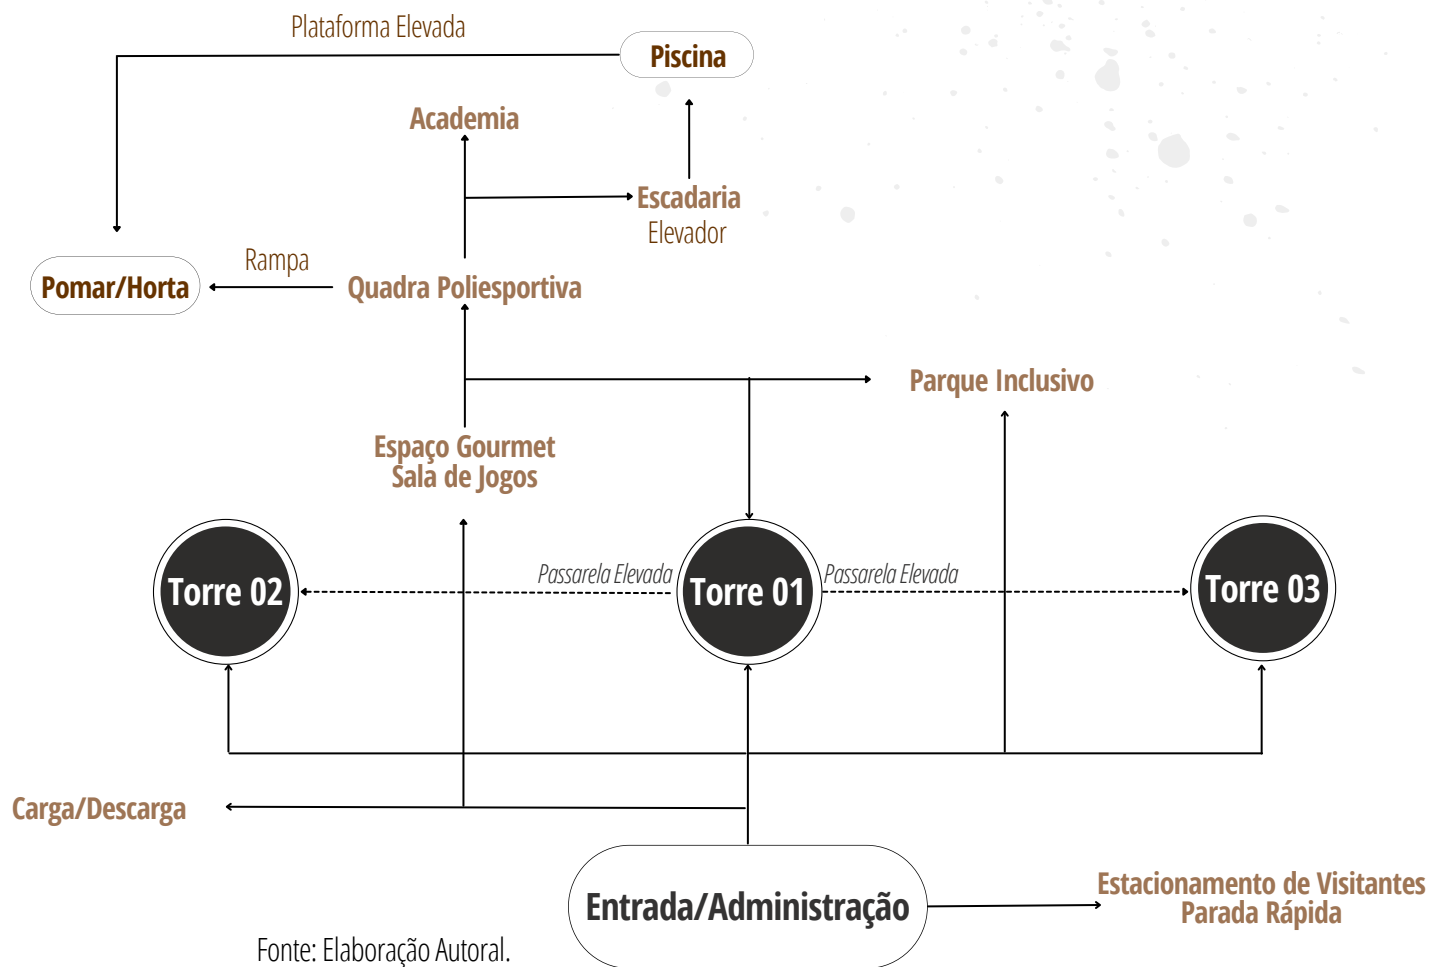 Plataforma Elevada
Piscina
Academia
Escadaria
Elevador
Rampa
Pomar/Horta
Quadra Poliesportiva
Parque Inclusivo
Espaço Gourmet
Sala de Jogos
Passarela Elevada
Passarela Elevada
Torre 02
Torre 01
Torre 03
Carga/Descarga
Entrada/Administração
Estacionamento de Visitantes
Parada Rápida
Fonte: Elaboração Autoral.